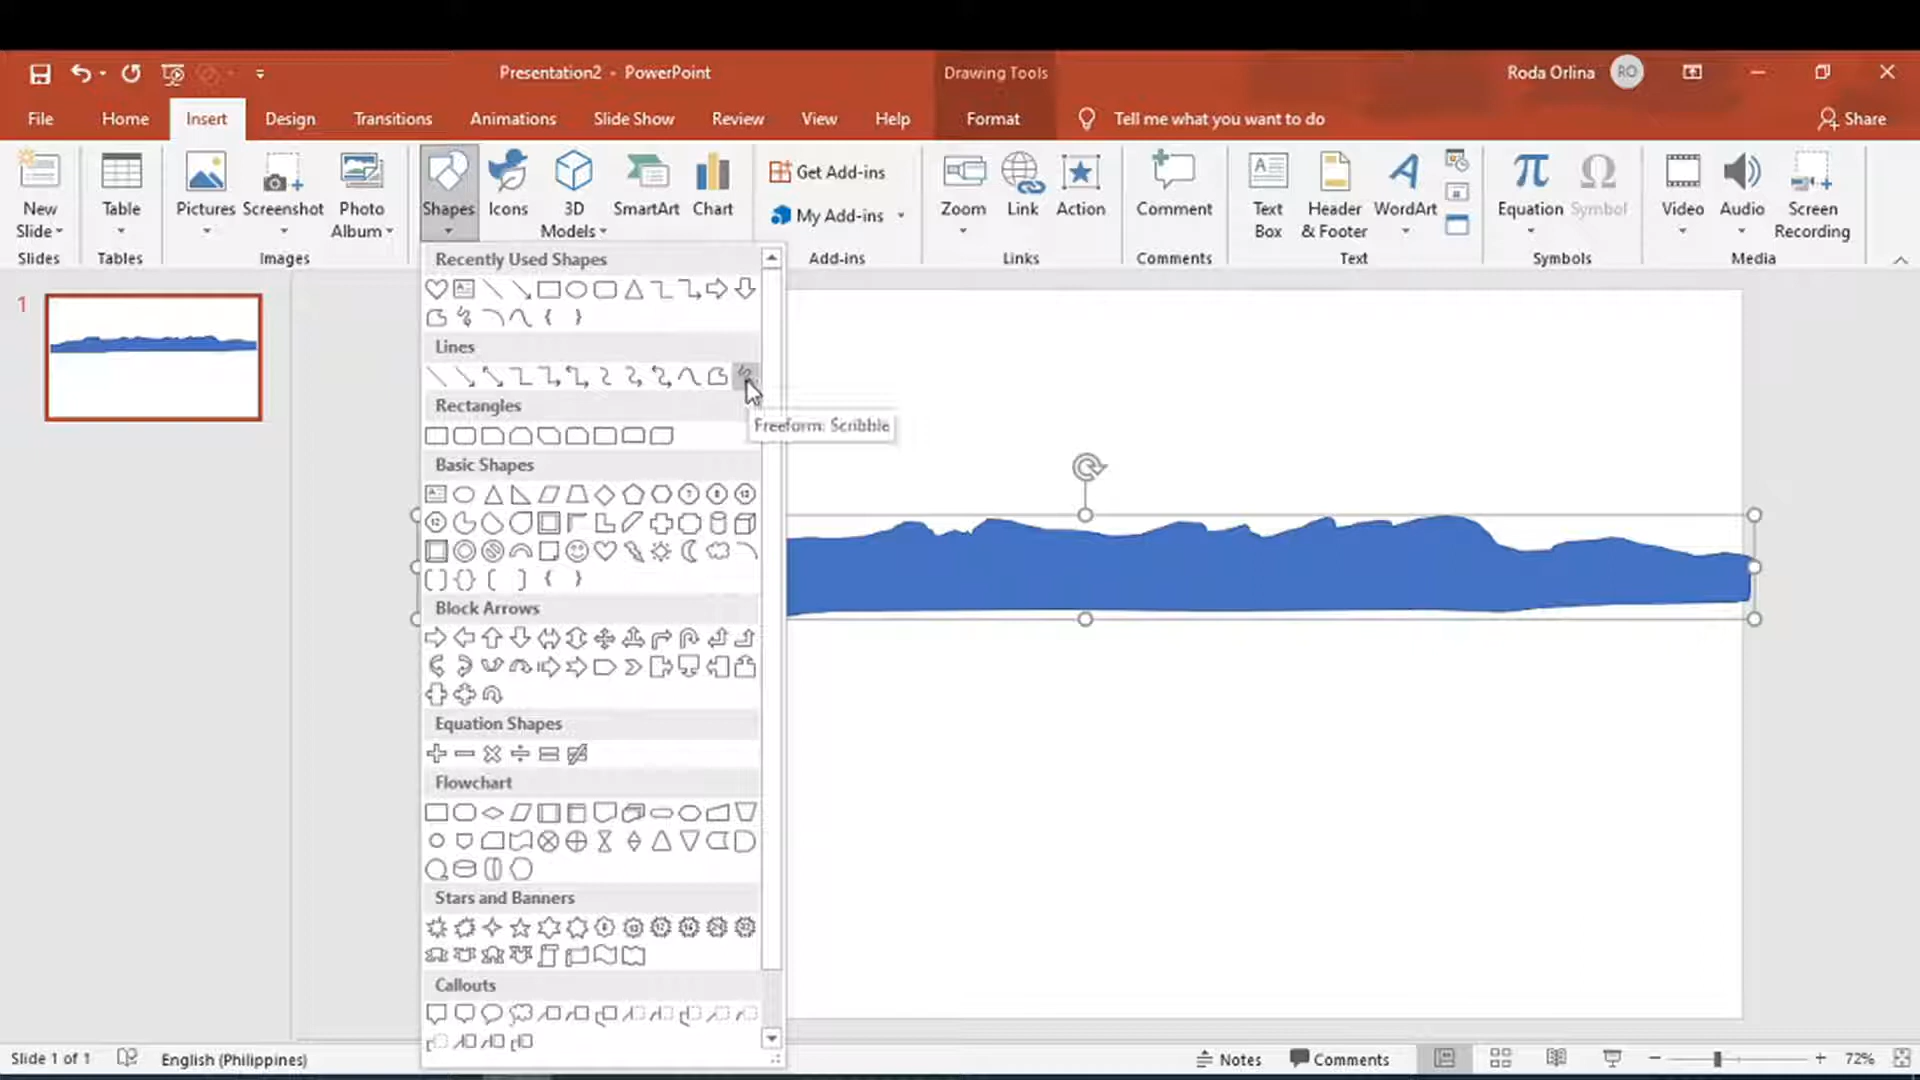 Presentation2 - PowerPoint
Drawing Tools
Roda Orlina
RO
File
Home
Insert
Design
Transitions
Animations
Slide Show
Review
View
Help
Format
Tell me what you want to do
Share
New
Slide
Slides
Table
Tables
Pictures
Screenshot
Photo
Album
Images
Shapes
Icons
3D
Models
SmartArt
Chart
Get Add-ins
My Add-ins
Add-ins
Zoom
Link
Action
Links
Comment
Comments
Text
Box
Header
& Footer
WordArt
Text
Equation
Symbol
Symbols
Video
Audio
Screen
Recording
Media
Recently Used Shapes
Lines
Freeform: Scribble
Rectangles
Basic Shapes
Block Arrows
Equation Shapes
Flowchart
Stars and Banners
Callouts
1
Slide 1 of 1
English (Philippines)
Notes
Comments
72%